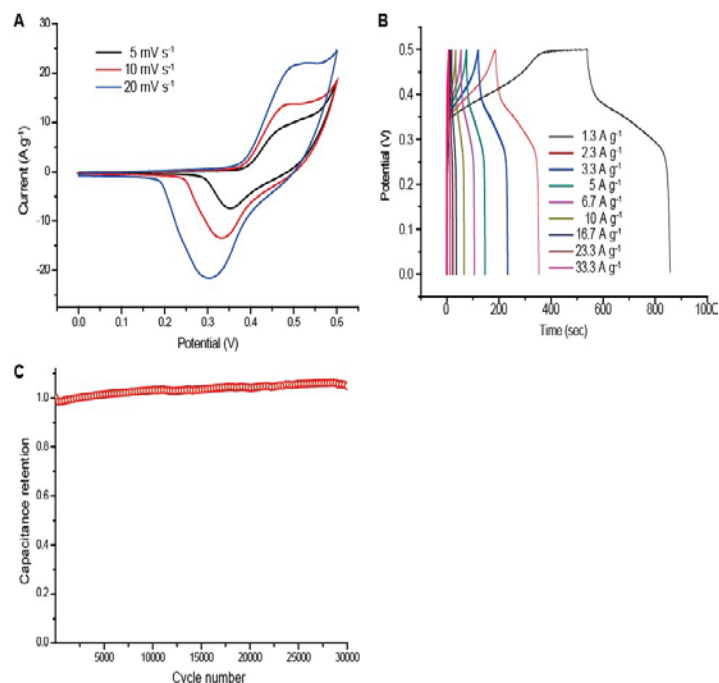 A
5 mV s⁻¹
10 mV s⁻¹
20 mV s⁻¹
Current (A g⁻¹)
30
20
10
0
-10
-20
0.0 0.1 0.2 0.3 0.4 0.5 0.6
Potential (V)
B
Potential (V)
0.5
0.4
0.3
0.2
0.1
0.0
1.3 A g⁻¹
2.3 A g⁻¹
3.3 A g⁻¹
5 A g⁻¹
6.7 A g⁻¹
10 A g⁻¹
16.7 A g⁻¹
23.3 A g⁻¹
33.3 A g⁻¹
0 200 400 600 800 100
Time (sec)
C
Capacitance retention
1.0
0.8
0.6
0.4
0.2
0.0
5000 10000 15000 20000 25000 30000
Cycle number